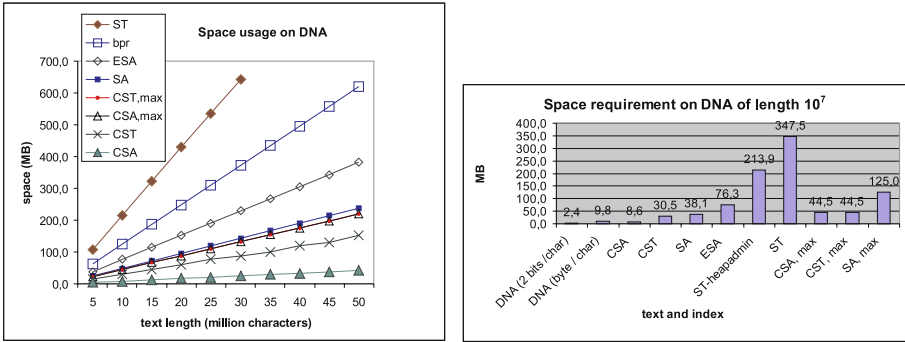 Space usage on DNA
ST
bpr
ESA
SA
CST,max
CSA,max
CST
CSA
space (MB)
700,0
600,0
500,0
400,0
300,0
200,0
100,0
0,0
5 10 15 20 25 30 35 40 45 50
text length (million characters)
Space requirement on DNA of length 10⁷
MB
400,0
350,0
300,0
250,0
200,0
150,0
100,0
50,0
0,0
2,4 9,8 8,6 30,5 38,1 76,3 213,9 347,5 44,5 44,5 125,0
DNA (2 bits /char)
DNA (byte / char)
CSA
CST
SA
ESA
ST-heapadmin
ST
CSA, max
CST, max
SA, max
text and index